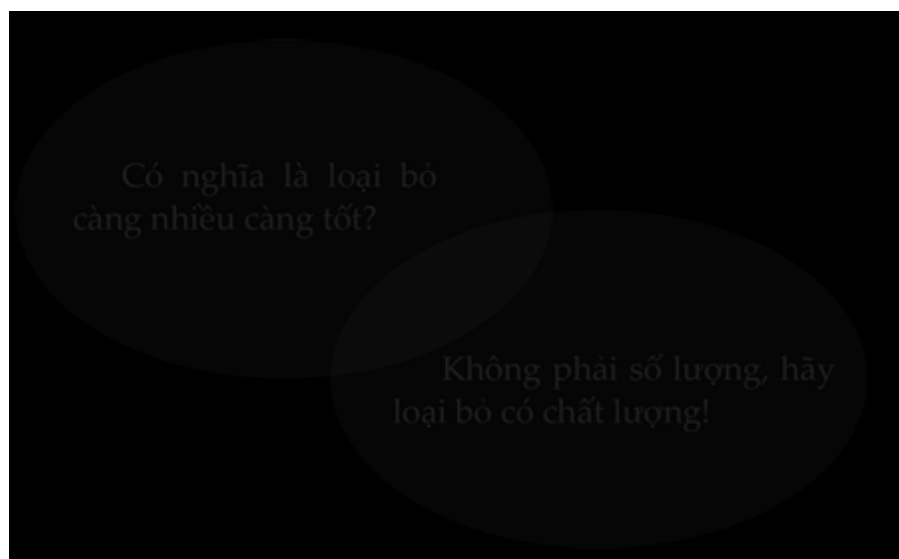 Có nghĩa là loại bỏ
càng nhiều càng tốt?
Không phải số lượng, hãy
loại bỏ có chất lượng!